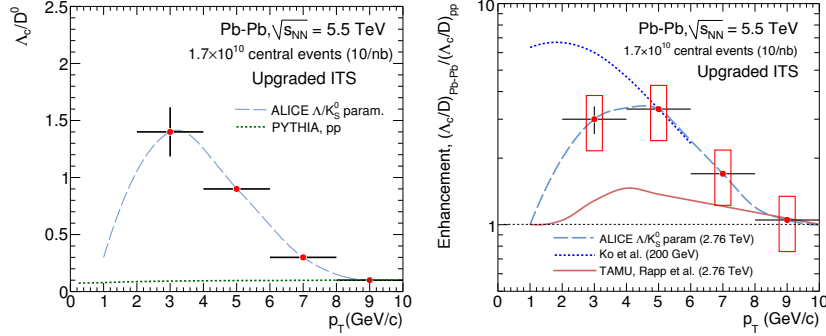 Λc/D⁰
Pb-Pb,√sNN = 5.5 TeV
1.7×10¹⁰ central events (10/nb)
Upgraded ITS
ALICE Λ/K⁰S param.
PYTHIA, pp
2.5
2
1.5
1
0.5
0
0 1 2 3 4 5 6 7 8 9 10
pT (GeV/c)
Enhancement, (Λc/D)Pb-Pb/(Λc/D)pp
Pb-Pb,√sNN = 5.5 TeV
1.7×10¹⁰ central events (10/nb)
Upgraded ITS
10
1
ALICE Λ/K⁰S param (2.76 TeV)
Ko et al. (200 GeV)
TAMU, Rapp et al. (2.76 TeV)
0 1 2 3 4 5 6 7 8 9 10
pT (GeV/c)